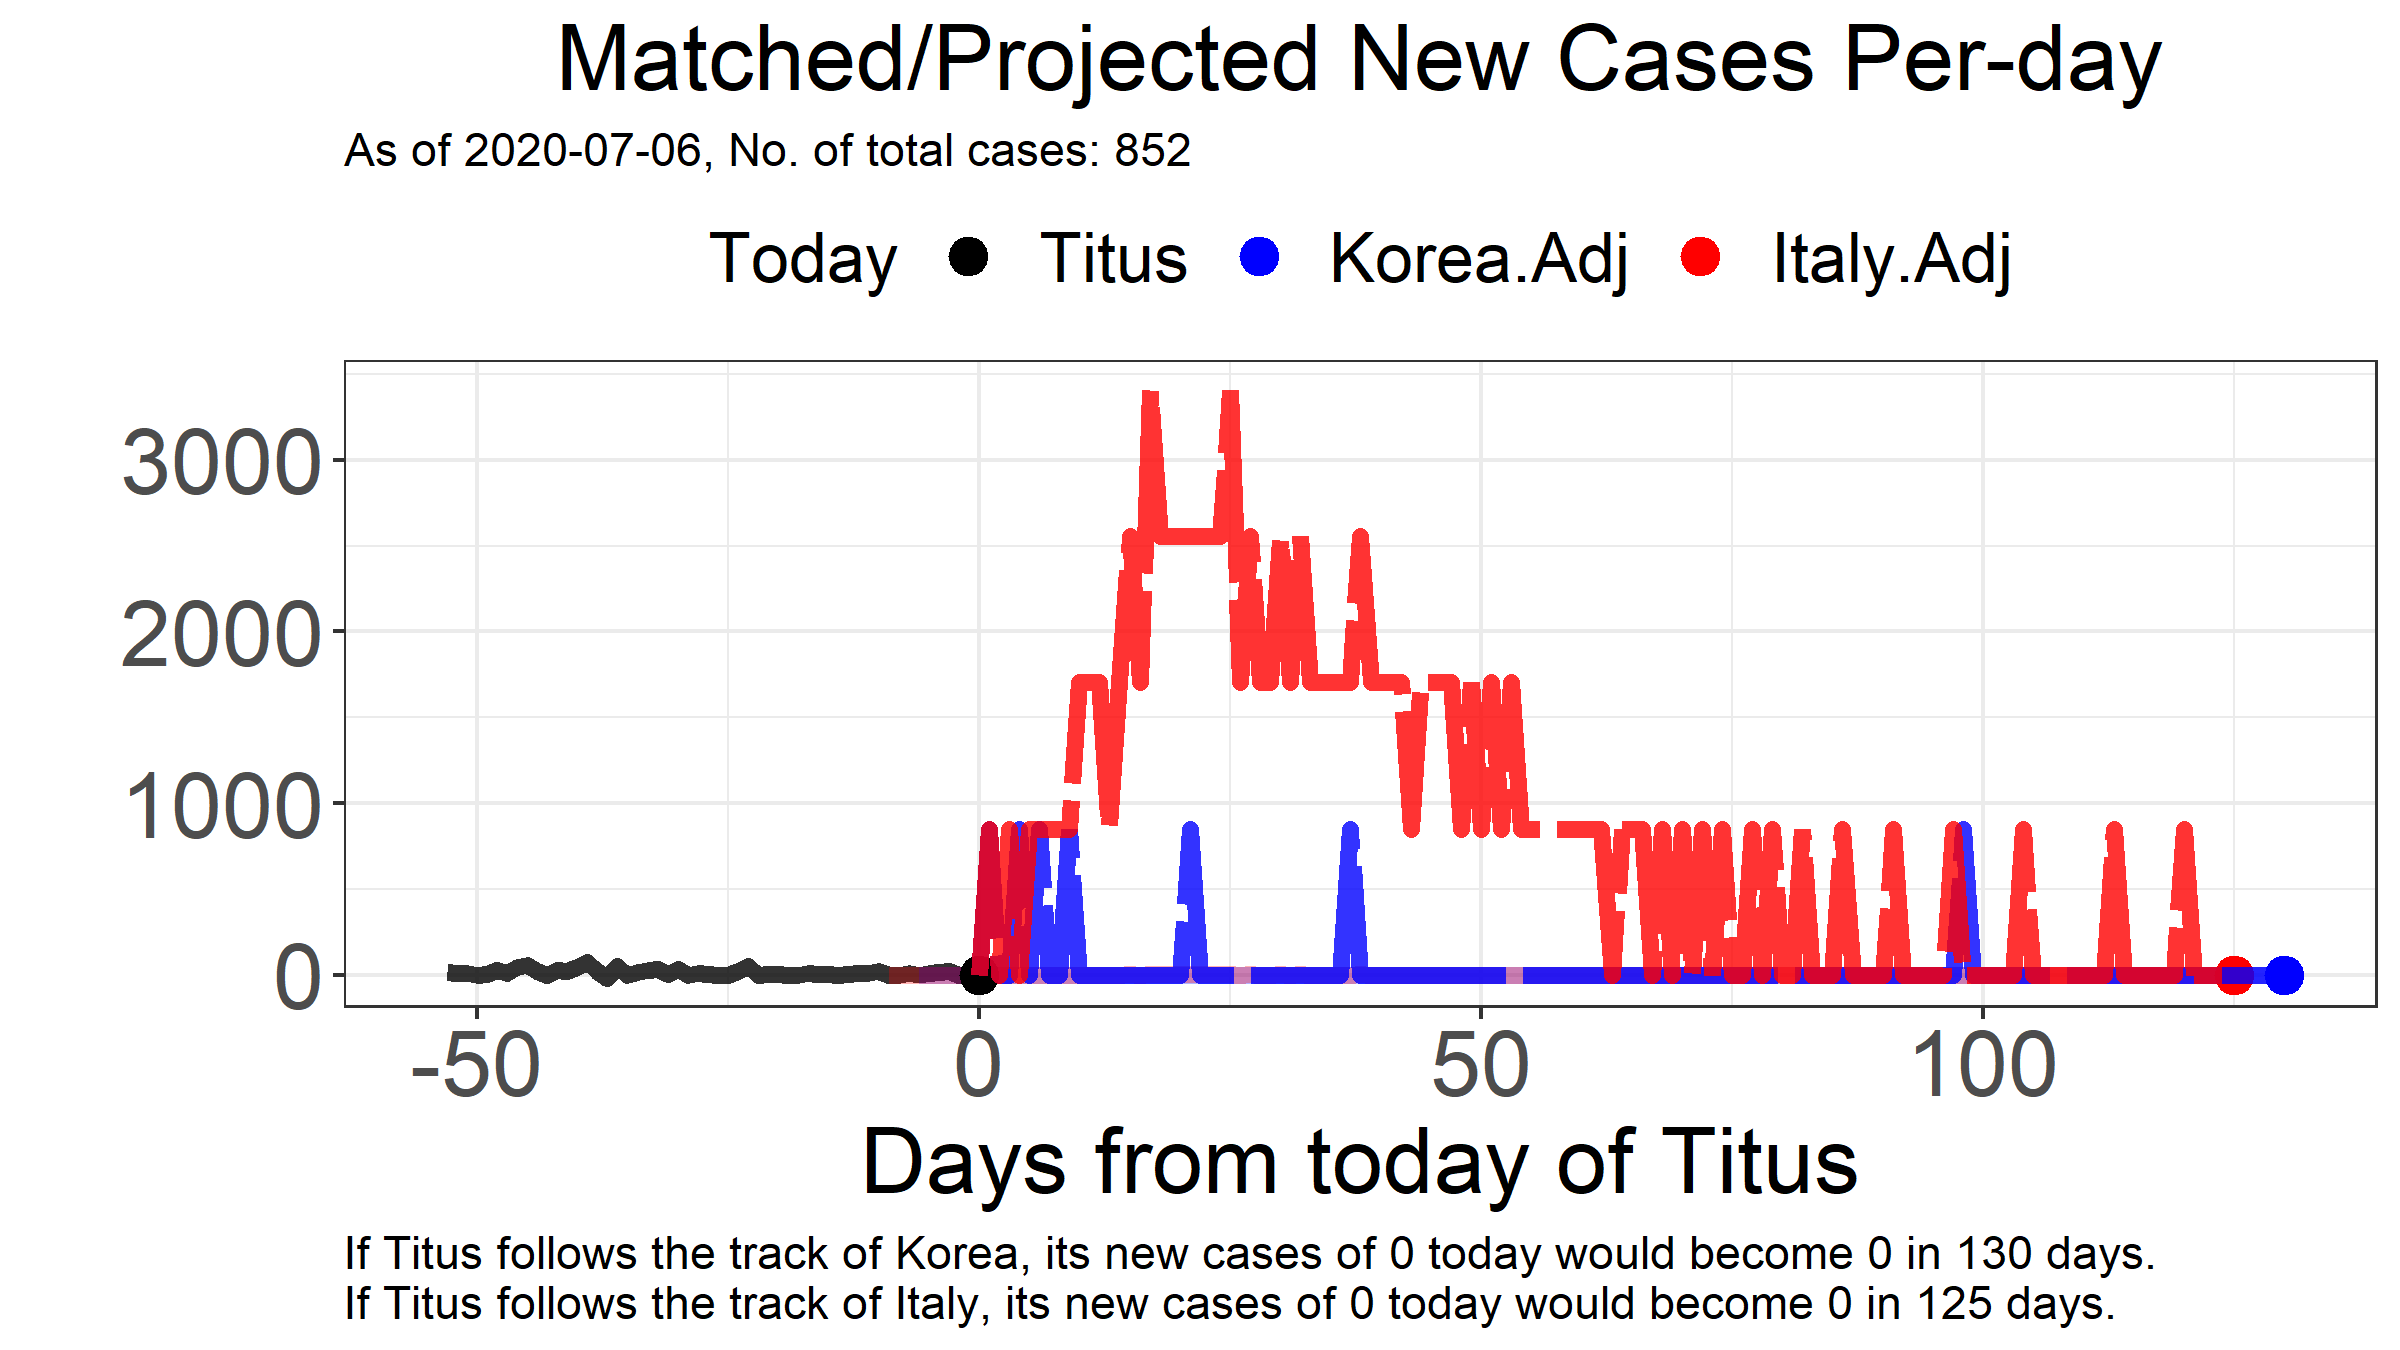 Matched/Projected New Cases Per-day
As of 2020-07-06, No. of total cases: 852
Today Titus Korea.Adj Italy.Adj
3000
2000
1000
0
-50 0 50 100
Days from today of Titus
If Titus follows the track of Korea, its new cases of 0 today would become 0 in 130 days.
If Titus follows the track of Italy, its new cases of 0 today would become 0 in 125 days.